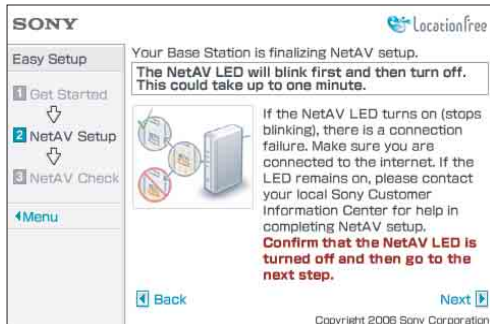 SONY
LocationFree
Easy Setup
1 Get Started
2 NetAV Setup
3 NetAV Check
Menu
Your Base Station is finalizing NetAV setup.
The NetAV LED will blink first and then turn off.
This could take up to one minute.
If the NetAV LED turns on (stops
blinking), there is a connection
failure. Make sure you are
connected to the internet. If the
LED remains on, please contact
your local Sony Customer
Information Center for help in
completing NetAV setup.
Confirm that the NetAV LED is
turned off and then go to the
next step.
Back
Next
Copyright 2006 Sony Corporation